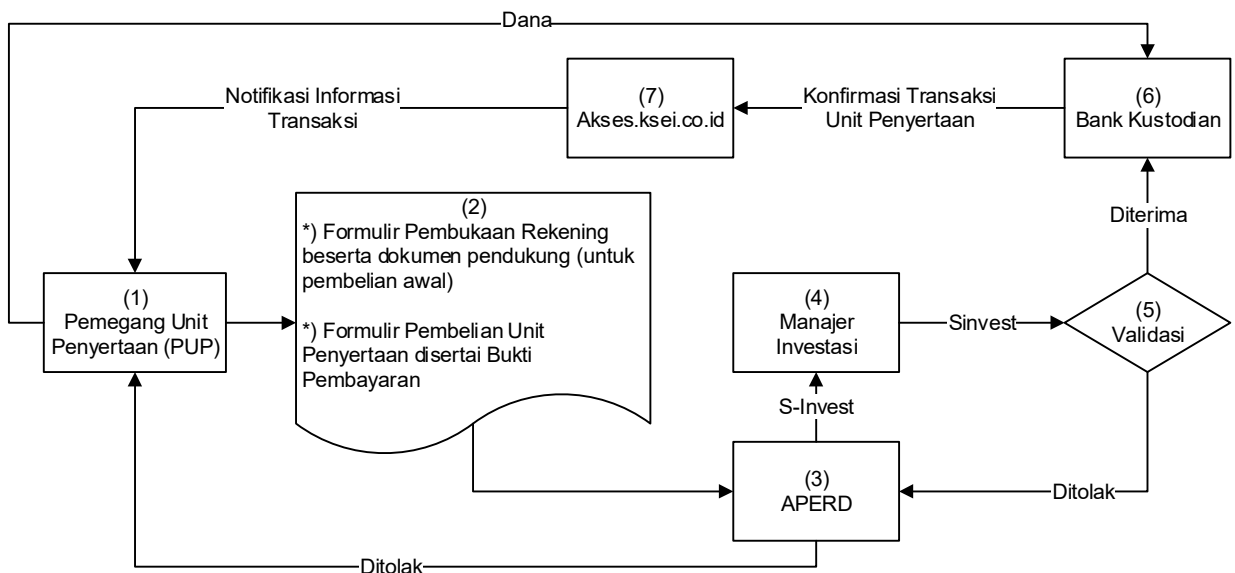 Dana
(7)
Akses.ksei.co.id
Notifikasi Informasi
Transaksi
Konfirmasi Transaksi
Unit Penyertaan
(6)
Bank Kustodian
(2)
*) Formulir Pembukaan Rekening
beserta dokumen pendukung (untuk
pembelian awal)
*) Formulir Pembelian Unit
Penyertaan disertai Bukti
Pembayaran
Diterima
(1)
Pemegang Unit
Penyertaan (PUP)
(4)
Manajer
Investasi
Sinvest
(5)
Validasi
S-Invest
(3)
APERD
Ditolak
Ditolak